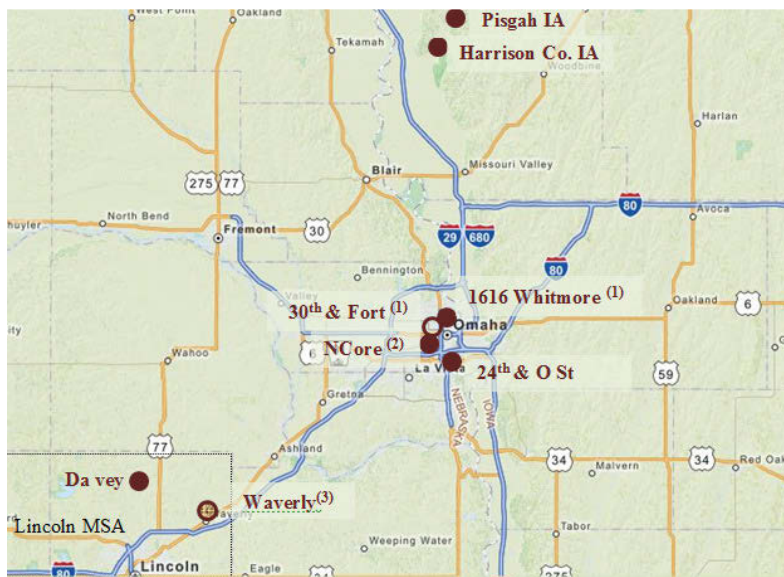 West Point
Oakland
Pisgah IA
Tekamah
Harrison Co. IA
Woodbine
Harlan
Blair
Missouri Valley
275 77
80
Avoca
North Bend
30
Fremont
29 680
80
Bennington
1616 Whitmore (1)
Valley
30th & Fort (1)
Oakland
6
Omaha
NCore (2)
6
Wahoo
La Vista
24th & O St
59
Gretna
NEBRASKA
IOWA
77
Ashland
34
34
Da vey
Malvern
Red Oak
Waverly(3)
Lincoln MSA
Tabor
Weeping Water
80
Lincoln
Eagle
34
275